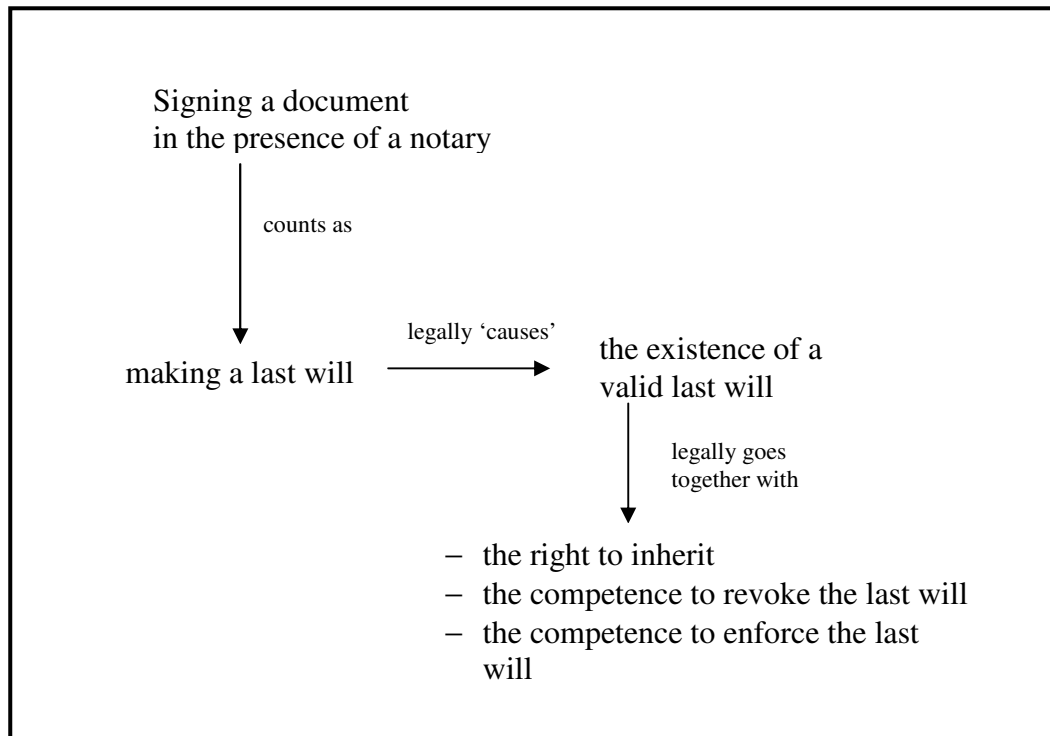 Signing a document
in the presence of a notary
counts as
legally ‘causes’
making a last will
the existence of a
valid last will
legally goes
together with
– the right to inherit
– the competence to revoke the last will
– the competence to enforce the last
will